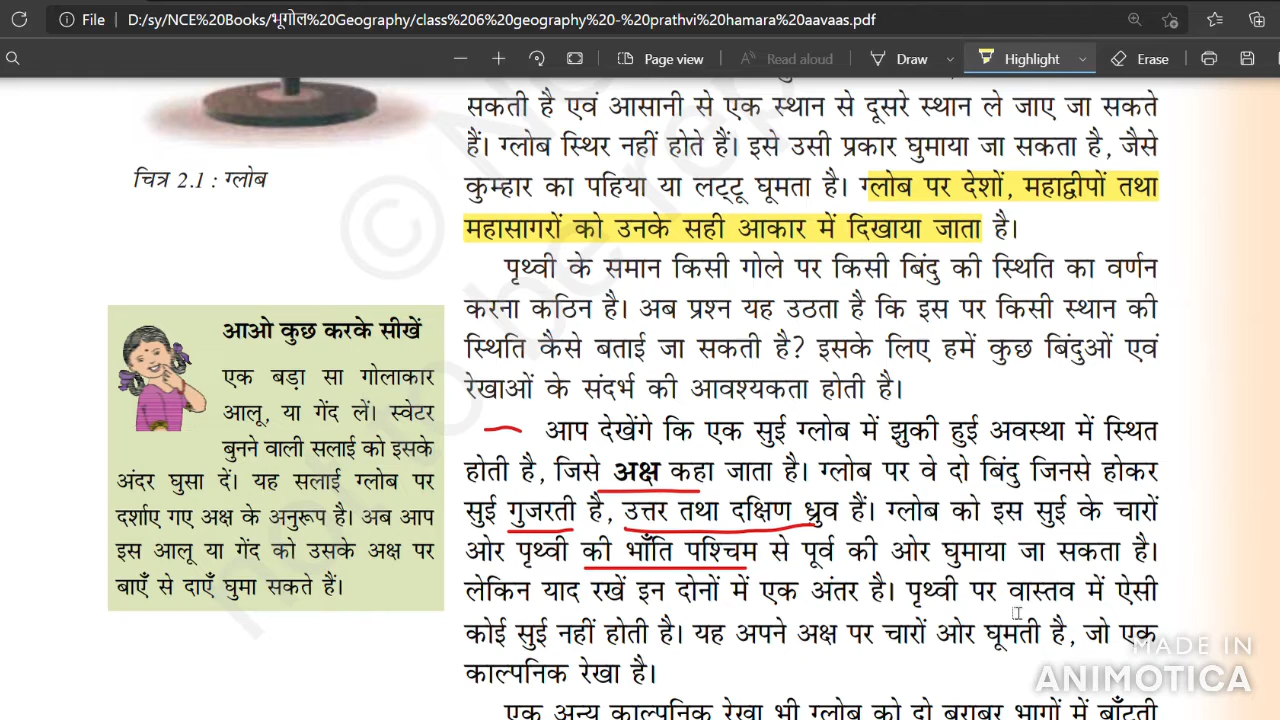 File
D:/sy/NCE%20Books/भूगोल%20Geography/class%206%20geography%20-%20prathvi%20hamara%20aavaas.pdf
Page view
Read aloud
Draw
Highlight
Erase
सकती है एवं आसानी से एक स्थान से दूसरे स्थान ले जाए जा सकते
हैं। ग्लोब स्थिर नहीं होते हैं। इसे उसी प्रकार घुमाया जा सकता है, जैसे
कुम्हार का पहिया या लट्टू घूमता है। ग्लोब पर देशों, महाद्वीपों तथा
महासागरों को उनके सही आकार में दिखाया जाता है।
पृथ्वी के समान किसी गोले पर किसी बिंदु की स्थिति का वर्णन
करना कठिन है। अब प्रश्न यह उठता है कि इस पर किसी स्थान की
स्थिति कैसे बताई जा सकती है? इसके लिए हमें कुछ बिंदुओं एवं
रेखाओं के संदर्भ की आवश्यकता होती है।
आप देखेंगे कि एक सुई ग्लोब में झुकी हुई अवस्था में स्थित
होती है, जिसे अक्ष कहा जाता है। ग्लोब पर वे दो बिंदु जिनसे होकर
सुई गुजरती है, उत्तर तथा दक्षिण ध्रुव हैं। ग्लोब को इस सुई के चारों
ओर पृथ्वी की भाँति पश्चिम से पूर्व की ओर घुमाया जा सकता है।
लेकिन याद रखें इन दोनों में एक अंतर है। पृथ्वी पर वास्तव में ऐसी
कोई सुई नहीं होती है। यह अपने अक्ष पर चारों ओर घूमती है, जो एक
काल्पनिक रेखा है।
एक अन्य काल्पनिक रेखा भी ग्लोब को दो बराबर भागों में बाँटती
चित्र 2.1 : ग्लोब
आओ कुछ करके सीखें
एक बड़ा सा गोलाकार
आलू, या गेंद लें। स्वेटर
बुनने वाली सलाई को इसके
अंदर घुसा दें। यह सलाई ग्लोब पर
दर्शाए गए अक्ष के अनुरूप है। अब आप
इस आलू या गेंद को उसके अक्ष पर
बाएँ से दाएँ घुमा सकते हैं।
MADE IN
ANIMOTICA